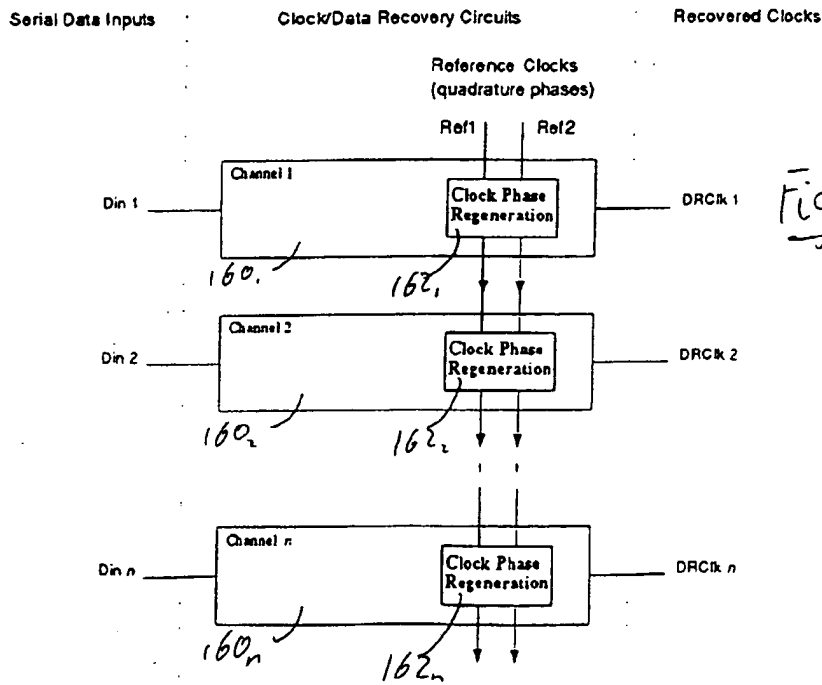 Serial Data Inputs
Clock/Data Recovery Circuits
Recovered Clocks
Reference Clocks
(quadrature phases)
Ref1
Ref2
Channel 1
Clock Phase
Regeneration
Din 1
DRClk 1
160₁
162₁
Channel 2
Clock Phase
Regeneration
Din 2
DRClk 2
160₂
162₂
Channel n
Clock Phase
Regeneration
Din n
DRClk n
160ₙ
162ₙ